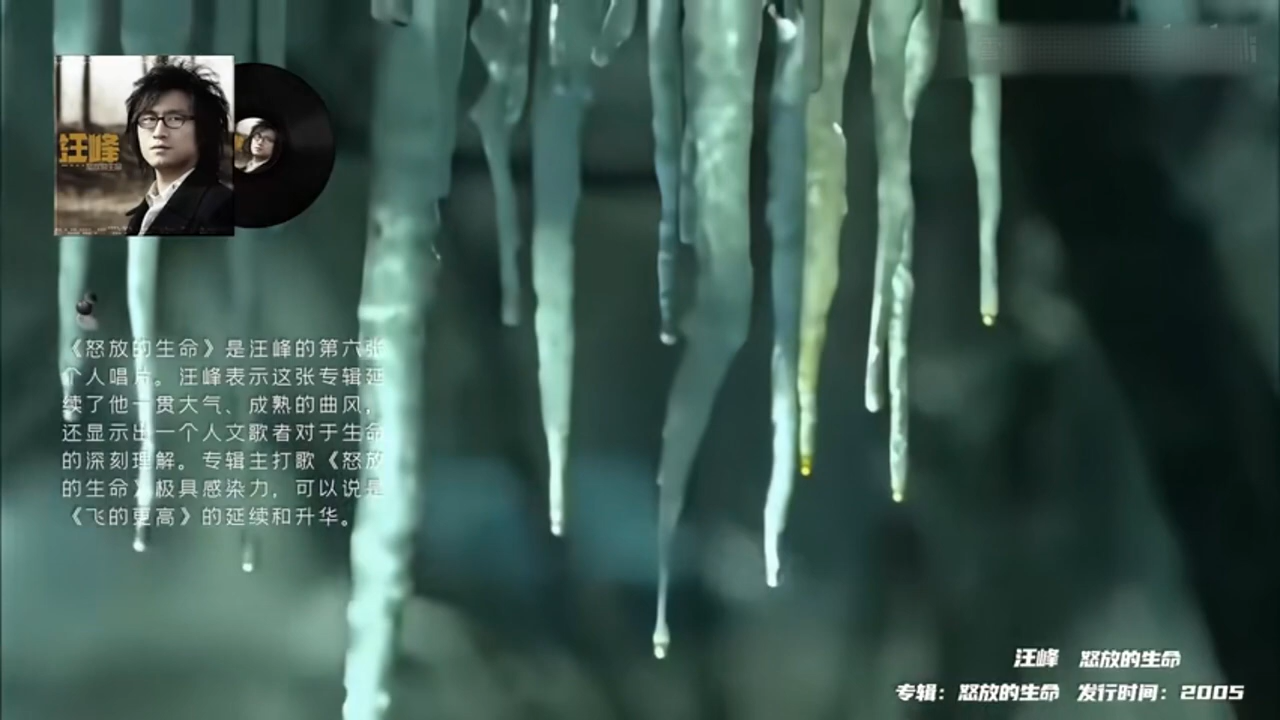 汪峰
怒放的生命
《怒放的生命》是汪峰的第六张
个人唱片。汪峰表示这张专辑延
续了他一贯大气、成熟的曲风，
还显示出一个人文歌者对于生命
的深刻理解。专辑主打歌《怒放
的生命》极具感染力，可以说是
《飞的更高》的延续和升华。
汪峰 怒放的生命
专辑：怒放的生命 发行时间：2005